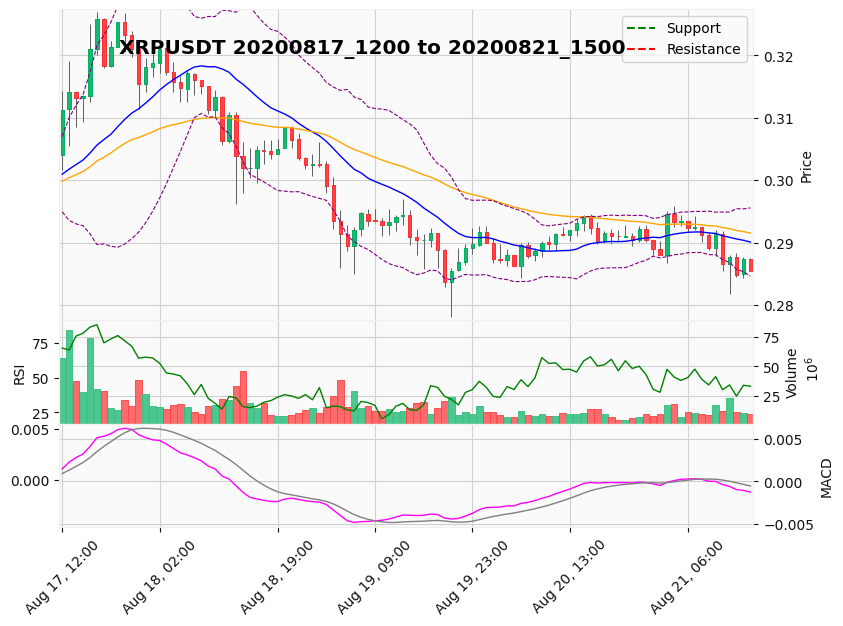 XRPUSDT 20200817_1200 to 20200821_1500
Support
Resistance
0.32
0.31
0.30
0.29
0.28
Price
75
50
25
RSI
75
50
25
Volume
10^6
0.005
0.000
0.005
0.000
−0.005
MACD
Aug 17, 12:00
Aug 18, 02:00
Aug 18, 19:00
Aug 19, 09:00
Aug 19, 23:00
Aug 20, 13:00
Aug 21, 06:00